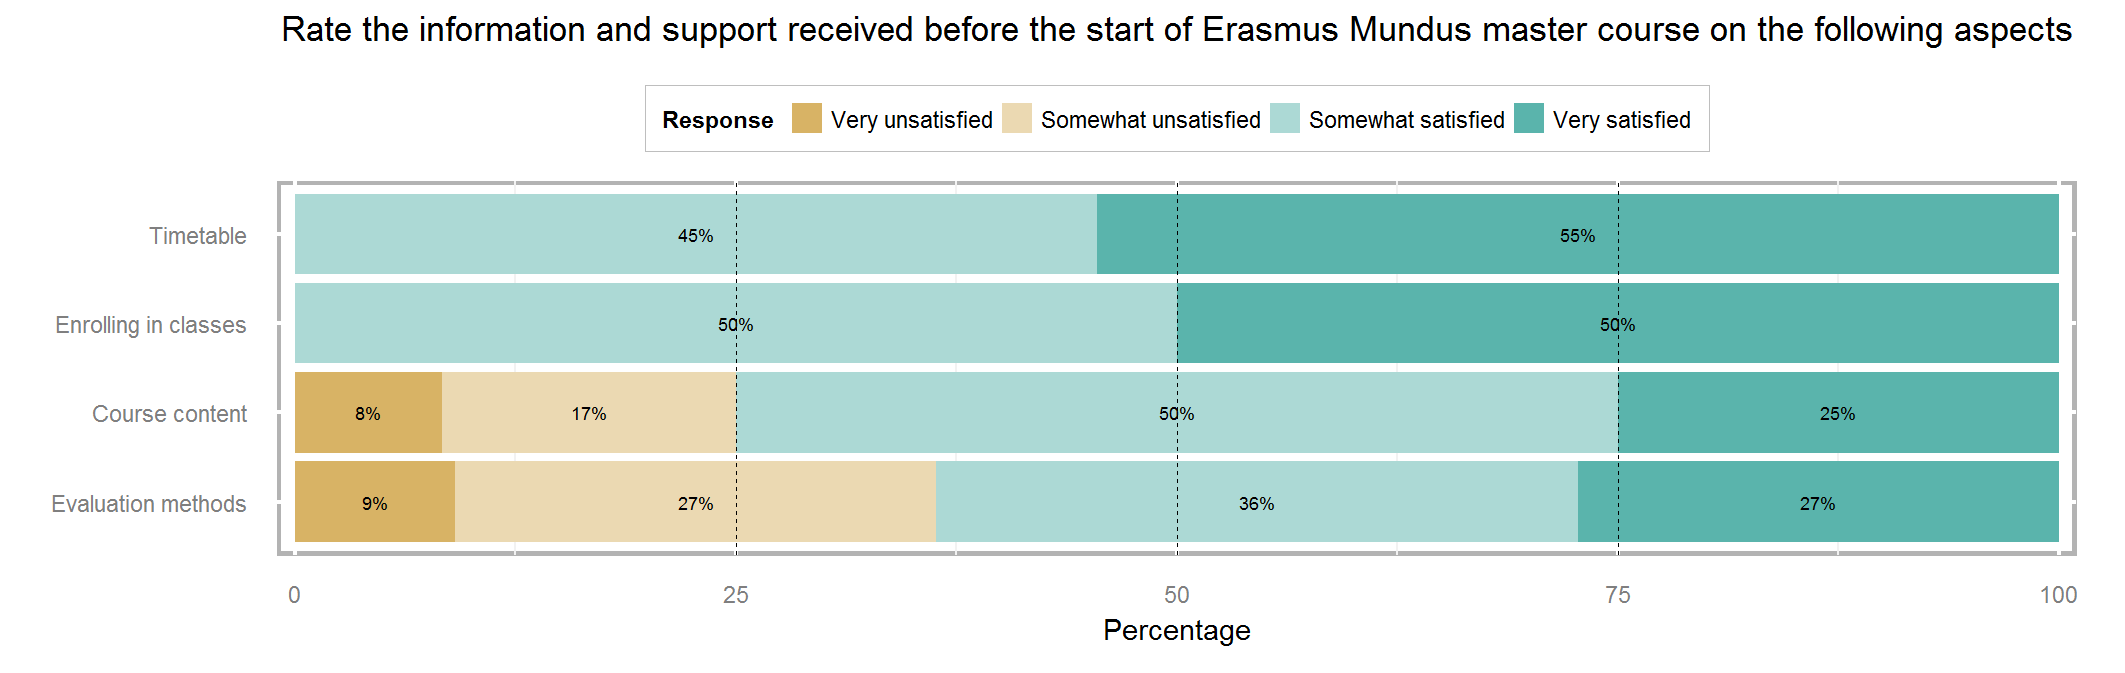 Rate the information and support received before the start of Erasmus Mundus master course on the following aspects
Response Very unsatisfied Somewhat unsatisfied Somewhat satisfied Very satisfied
Timetable 45% 55%
Enrolling in classes 50% 50%
Course content 8% 17% 50% 25%
Evaluation methods 9% 27% 36% 27%
0 25 50 75 100
Percentage